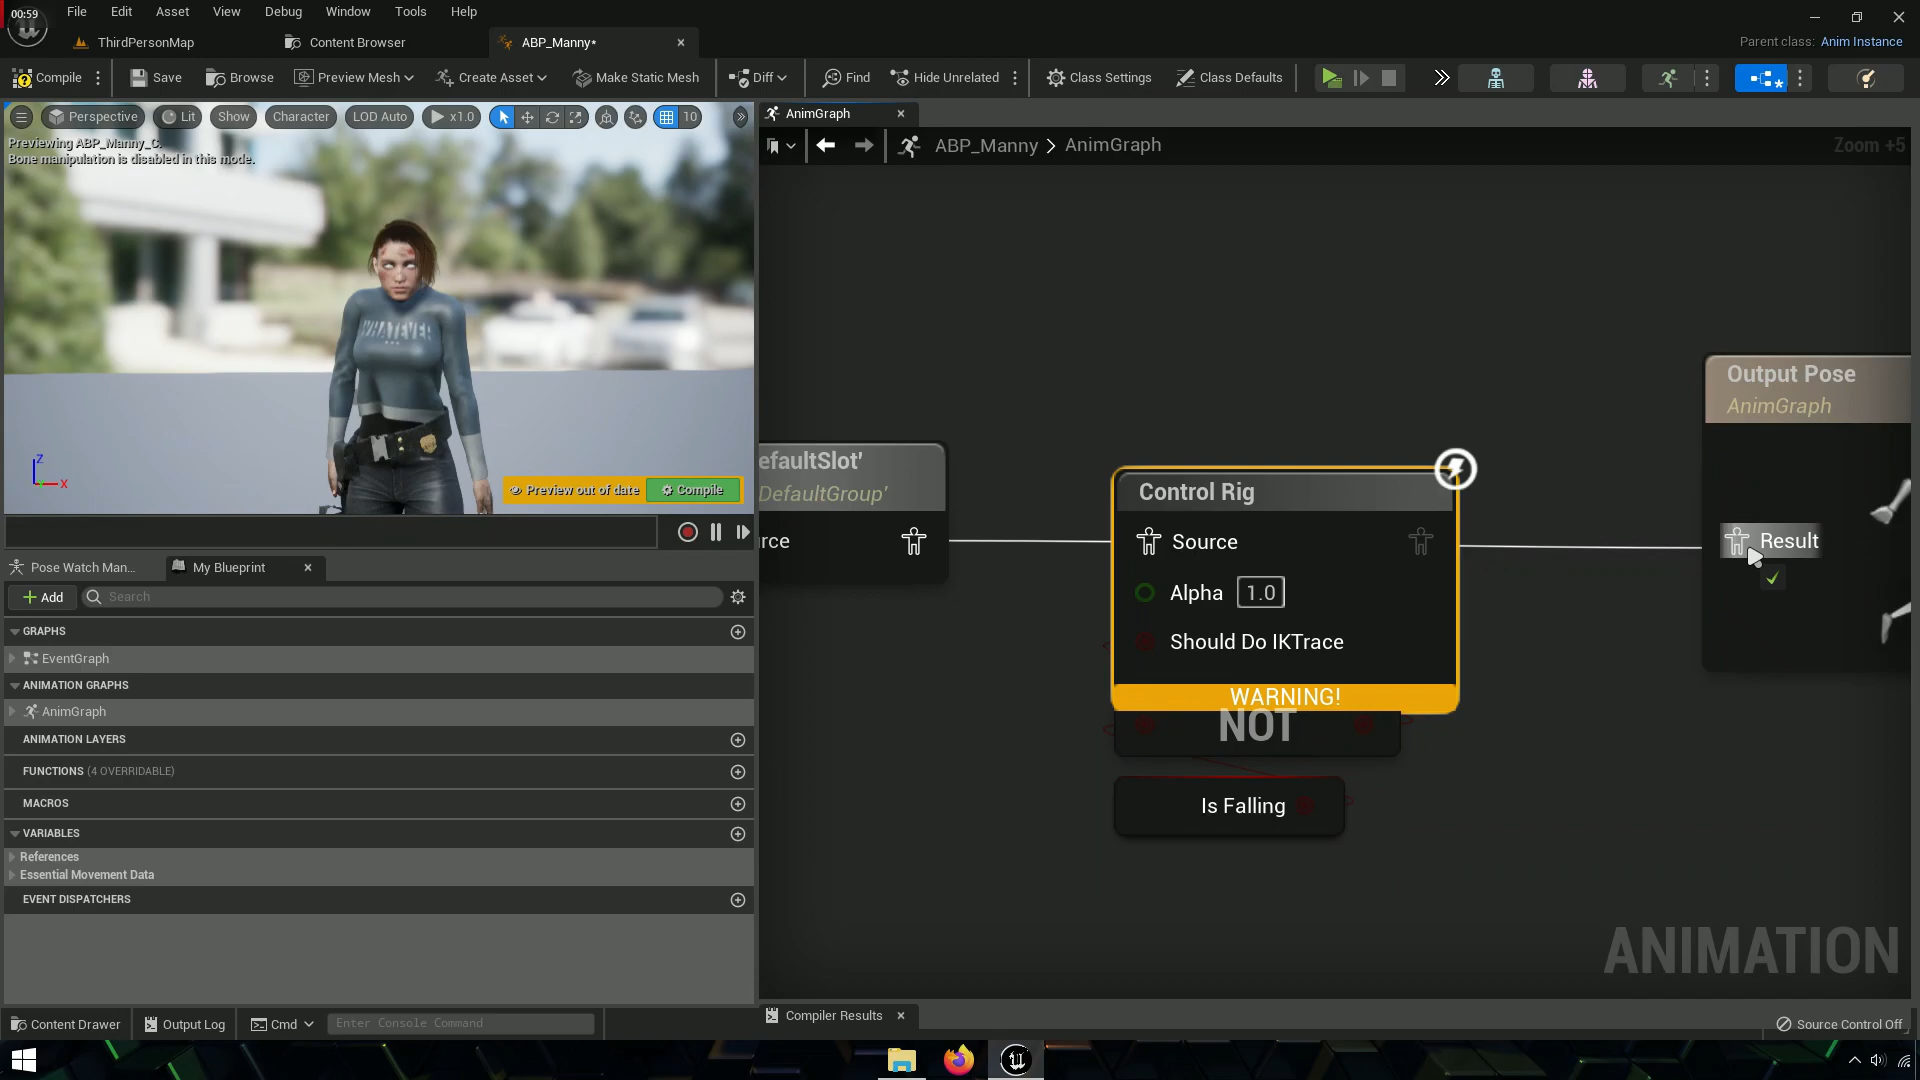 00:59
File Edit Asset View Debug Window Tools Help
ThirdPersonMap
Content Browser
ABP_Manny*
Parent class: Anim Instance
Compile
Save
Browse
Preview Mesh
Create Asset
Make Static Mesh
Diff
Find
Hide Unrelated
Class Settings
Class Defaults
Perspective
Lit
Show
Character
LOD Auto
x1.0
10
Previewing ABP_Manny_C.
Bone manipulation is disabled in this mode.
WHATEVER
...
Z
X
Preview out of date
Compile
AnimGraph
ABP_Manny > AnimGraph
Zoom +5
efaultSlot'
DefaultGroup'
rce
Control Rig
Source
Alpha 1.0
Should Do IKTrace
WARNING!
NOT
Is Falling
Output Pose
AnimGraph
Result
ANIMATION
Pose Watch Man...
My Blueprint
Add
Search
GRAPHS
EventGraph
ANIMATION GRAPHS
AnimGraph
ANIMATION LAYERS
FUNCTIONS (4 OVERRIDABLE)
MACROS
VARIABLES
References
Essential Movement Data
EVENT DISPATCHERS
Compiler Results
Content Drawer
Output Log
Cmd
Enter Console Command
Source Control Off